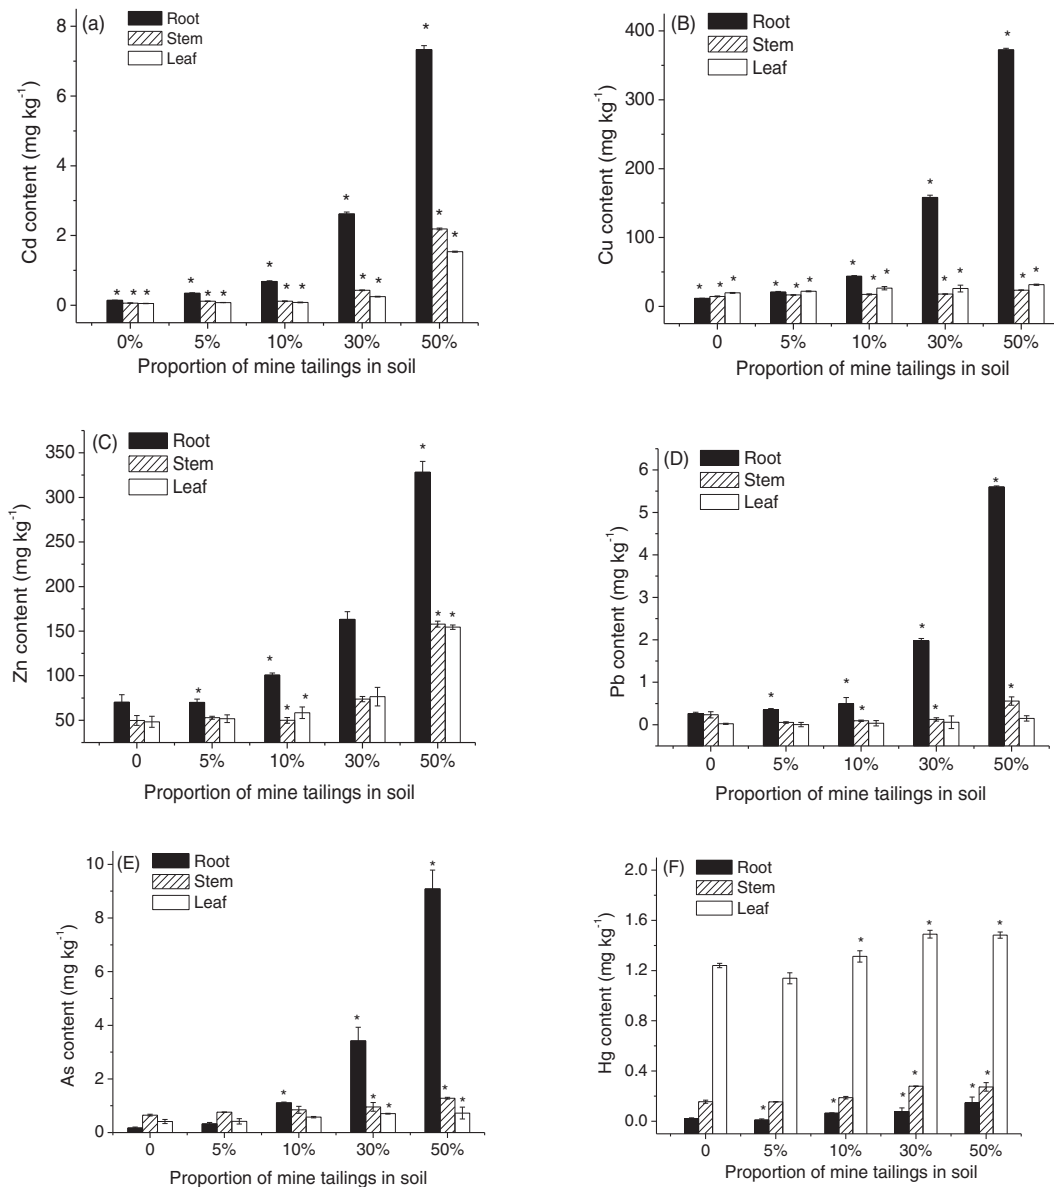 (a)
Root
Stem
Leaf
8
6
4
2
0
Cd content (mg kg⁻¹)
* * *
* * *
* * *
* * *
* * *
0% 5% 10% 30% 50%
Proportion of mine tailings in soil
(B)
Root
Stem
Leaf
400
300
200
100
0
Cu content (mg kg⁻¹)
* * *
* * *
* * *
* * *
* * *
0 5% 10% 30% 50%
Proportion of mine tailings in soil
(C)
Root
Stem
Leaf
350
300
250
200
150
100
50
Zn content (mg kg⁻¹)
*
* * *
* * *
0 5% 10% 30% 50%
Proportion of mine tailings in soil
(D)
Root
Stem
Leaf
6
5
4
3
2
1
0
Pb content (mg kg⁻¹)
*
* *
* *
* *
0 5% 10% 30% 50%
Proportion of mine tailings in soil
(E)
Root
Stem
Leaf
10
8
6
4
2
0
As content (mg kg⁻¹)
*
* * *
* * *
0 5% 10% 30% 50%
Proportion of mine tailings in soil
(F)
Root
Stem
Leaf
2.0
1.6
1.2
0.8
0.4
0.0
Hg content (mg kg⁻¹)
*
* *
* * *
* * *
0 5% 10% 30% 50%
Proportion of mine tailings in soil